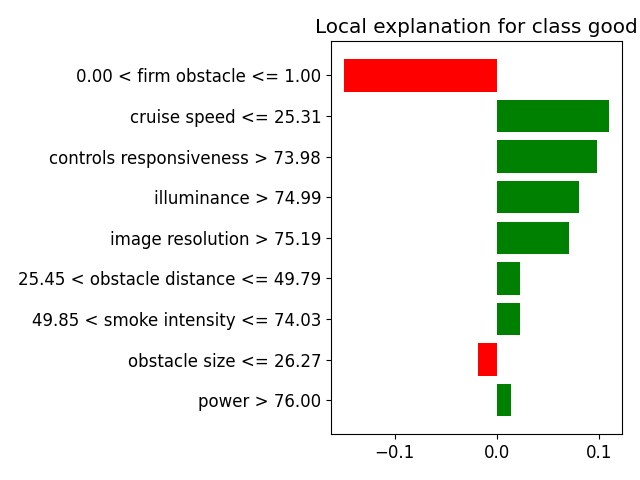 Local explanation for class good
0.00 < firm obstacle <= 1.00
cruise speed <= 25.31
controls responsiveness > 73.98
illuminance > 74.99
image resolution > 75.19
25.45 < obstacle distance <= 49.79
49.85 < smoke intensity <= 74.03
obstacle size <= 26.27
power > 76.00
−0.1 0.0 0.1